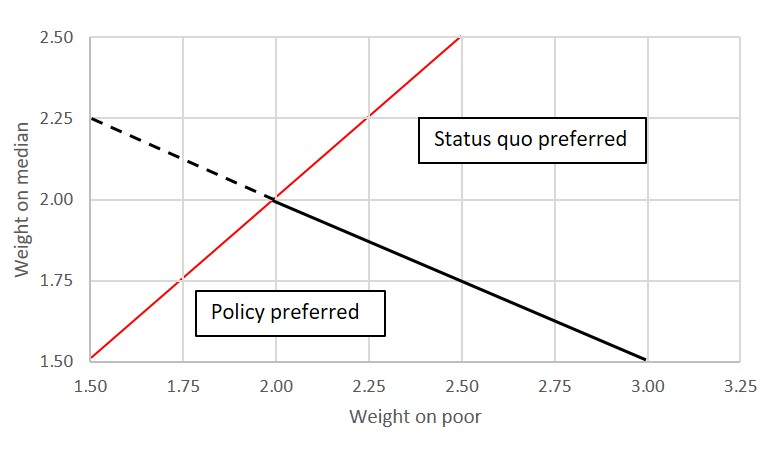 2.50
2.25
2.00
1.75
1.50
Weight on median
Status quo preferred
Policy preferred
1.50 1.75 2.00 2.25 2.50 2.75 3.00 3.25
Weight on poor